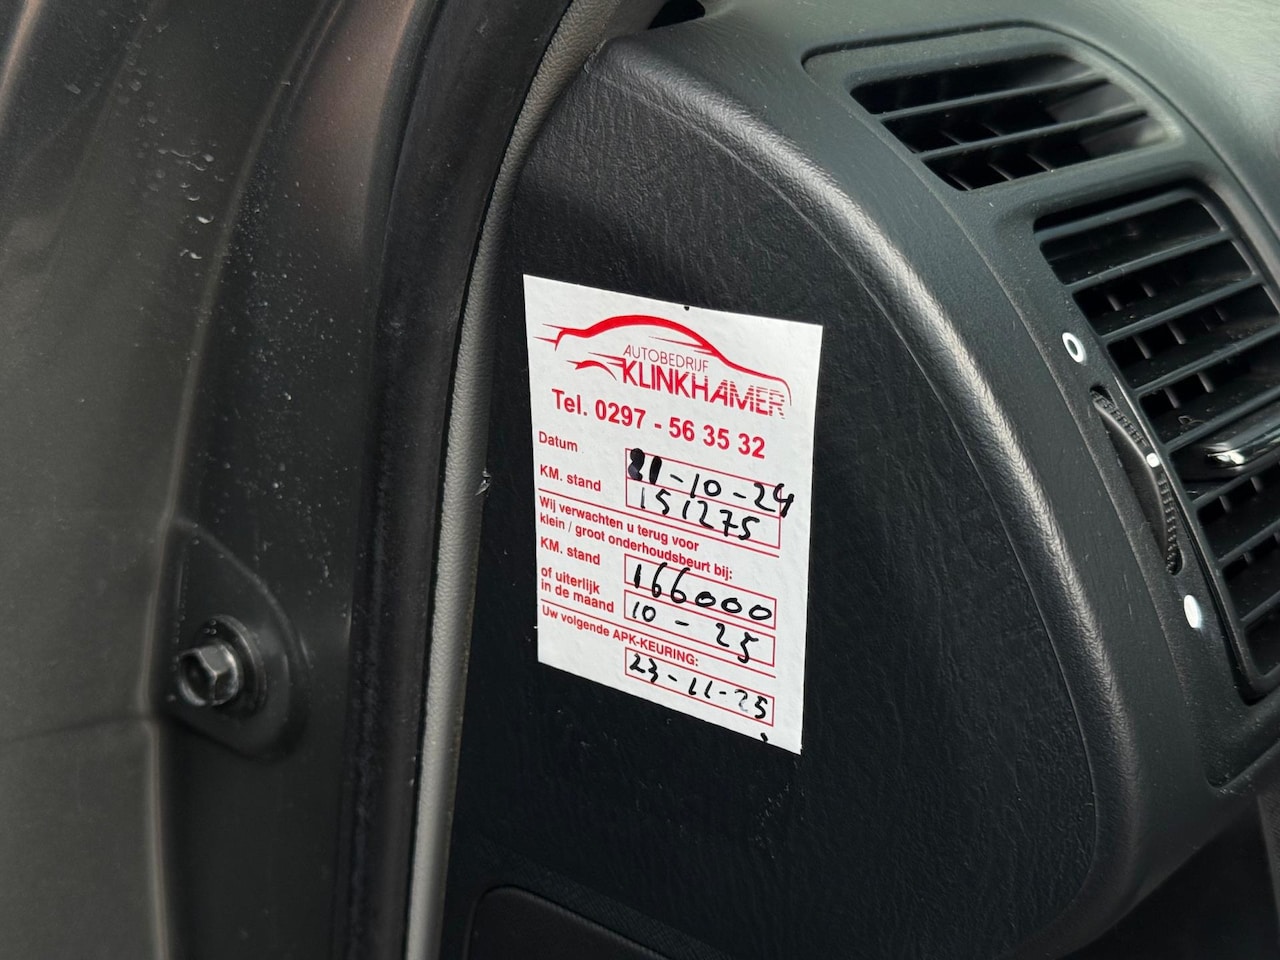 AUTOBEDRIJF
KLINKHAMER
Tel. 0297 - 56 35 32
Datum 21-10-24
KM. stand 151275
Wij verwachten u terug voor
klein / groot onderhoudsbeurt bij:
KM. stand 166000
of uiterlijk
in de maand 10-25
Uw volgende APK-KEURING:
23-11-25